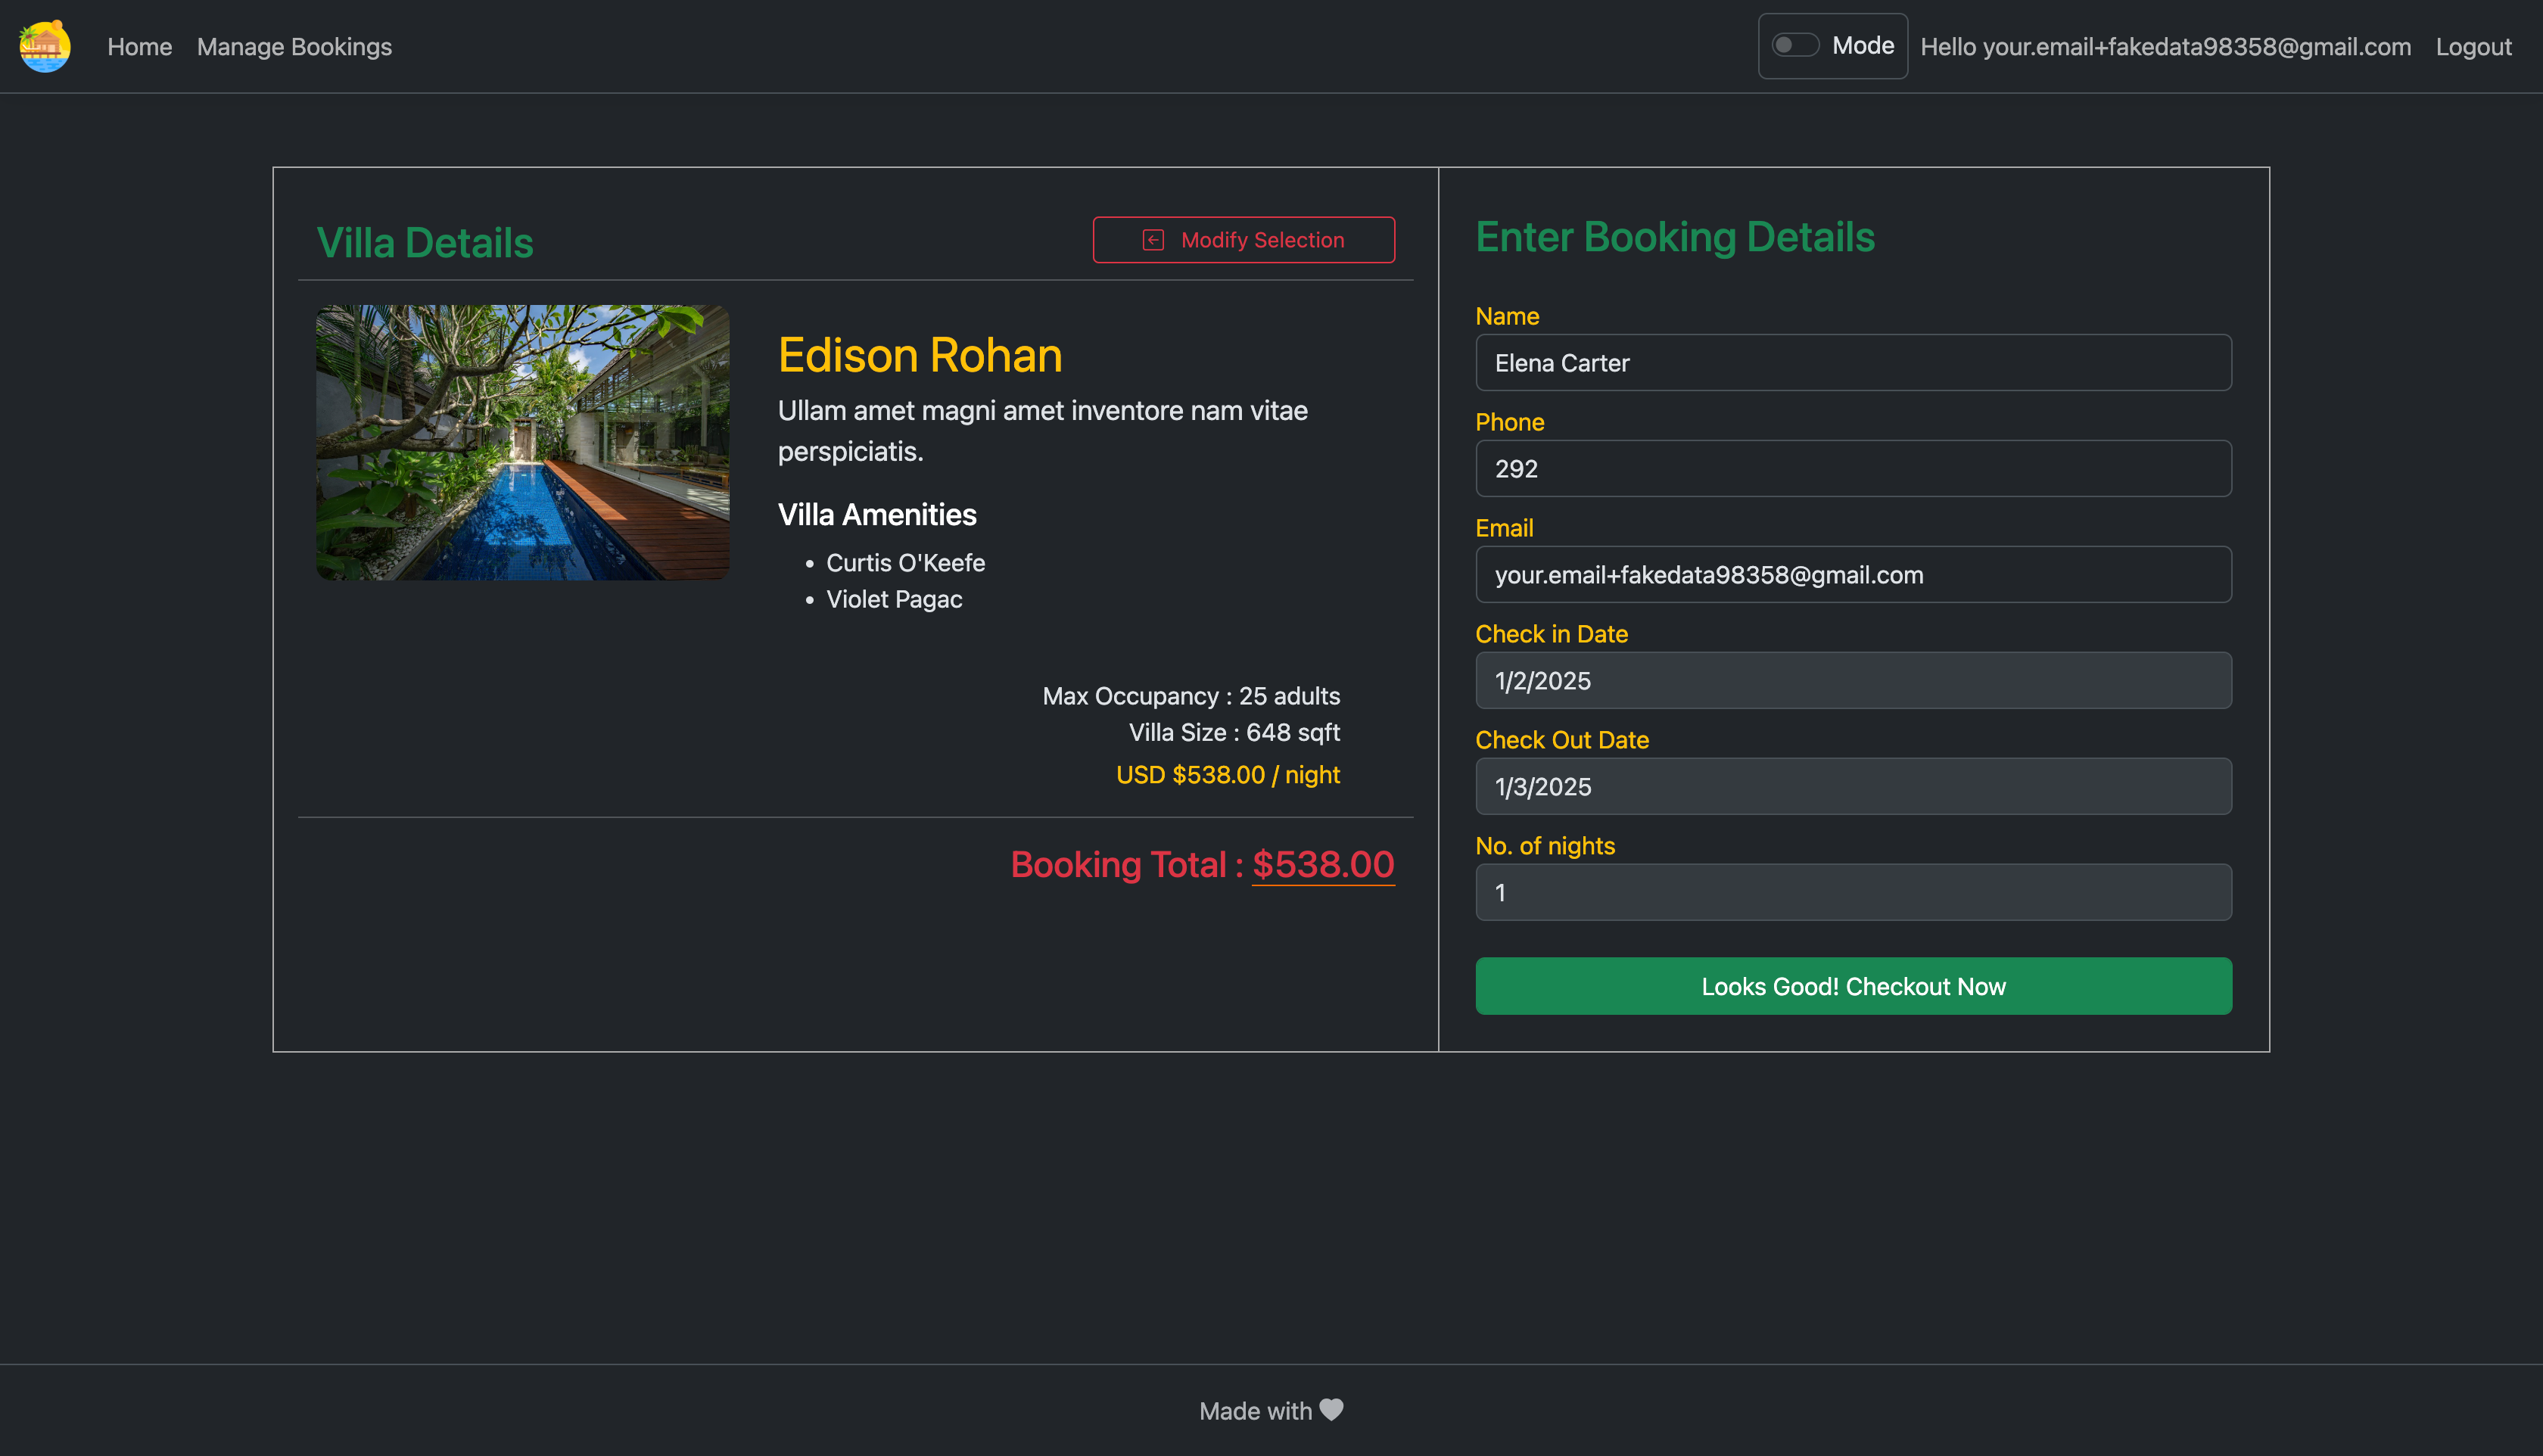 Home Manage Bookings Mode Hello your.email+fakedata98358@gmail.com Logout
Villa Details
Modify Selection
Edison Rohan
Ullam amet magni amet inventore nam vitae
perspiciatis.
Villa Amenities
• Curtis O'Keefe
• Violet Pagac
Max Occupancy : 25 adults
Villa Size : 648 sqft
USD $538.00 / night
Booking Total : $538.00
Enter Booking Details
Name
Elena Carter
Phone
292
Email
your.email+fakedata98358@gmail.com
Check in Date
1/2/2025
Check Out Date
1/3/2025
No. of nights
1
Looks Good! Checkout Now
Made with